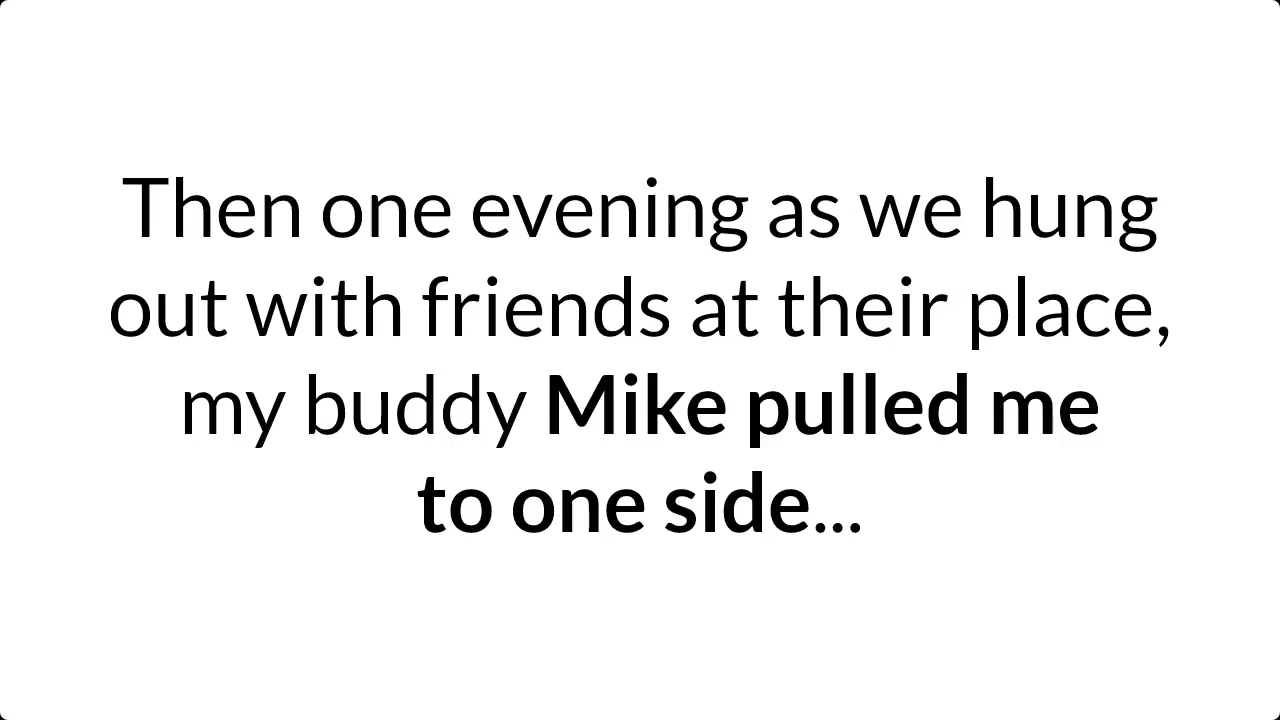 Then one evening as we hung
out with friends at their place,
my buddy Mike pulled me
to one side...